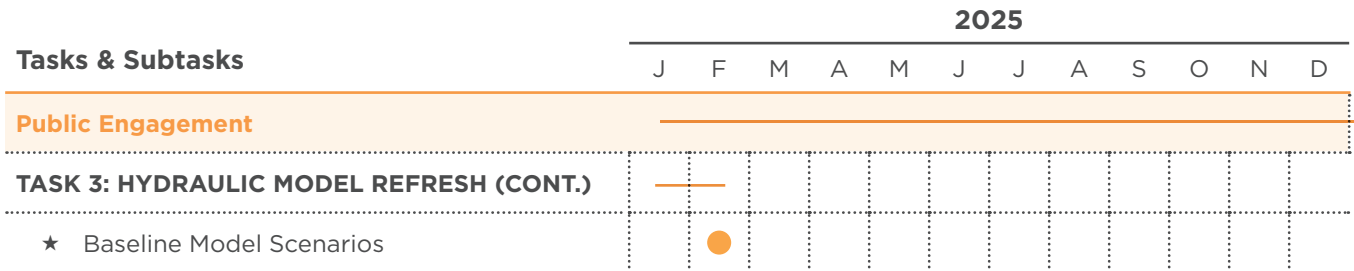 2025
Tasks & Subtasks
J F M A M J J A S O N D
Public Engagement
TASK 3: HYDRAULIC MODEL REFRESH (CONT.)
★ Baseline Model Scenarios